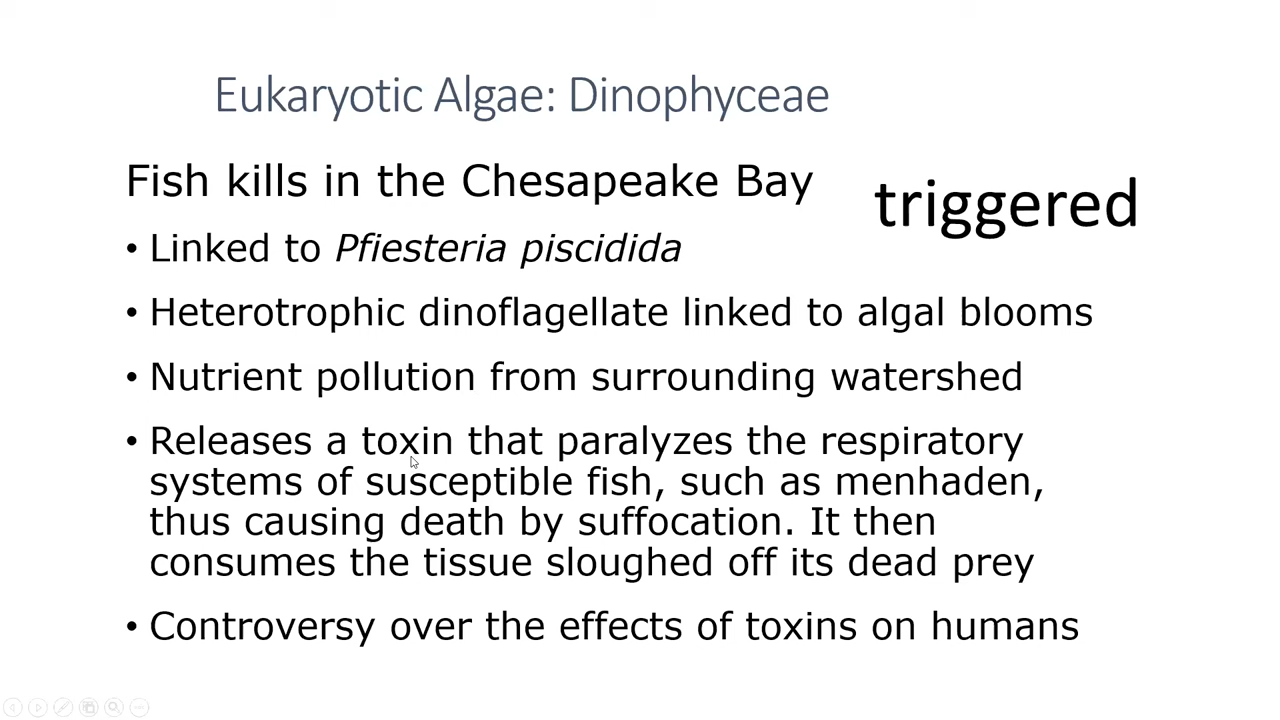 Eukaryotic Algae: Dinophyceae
Fish kills in the Chesapeake Bay
triggered
• Linked to Pfiesteria piscidida
• Heterotrophic dinoflagellate linked to algal blooms
• Nutrient pollution from surrounding watershed
• Releases a toxin that paralyzes the respiratory
systems of susceptible fish, such as menhaden,
thus causing death by suffocation. It then
consumes the tissue sloughed off its dead prey
• Controversy over the effects of toxins on humans